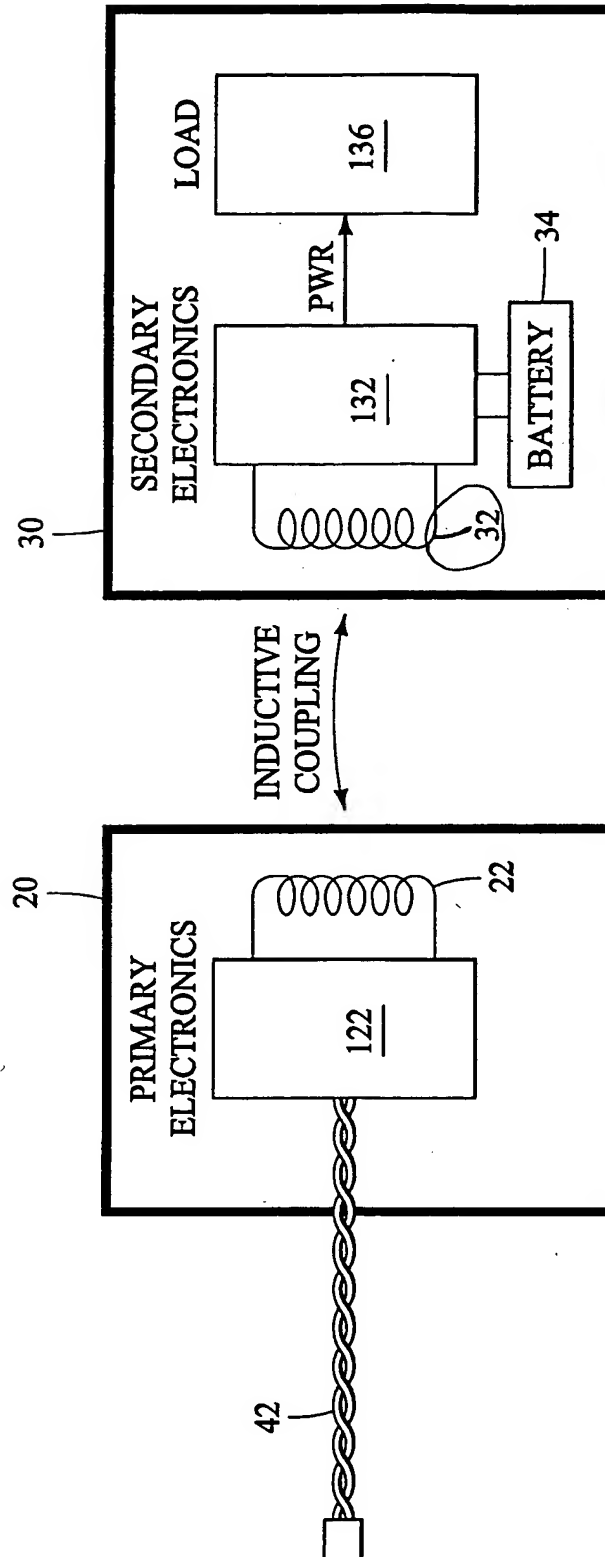 20
PRIMARY
ELECTRONICS
122
22
42
INDUCTIVE
COUPLING
30
SECONDARY
ELECTRONICS
132
32
PWR
LOAD
136
BATTERY
34